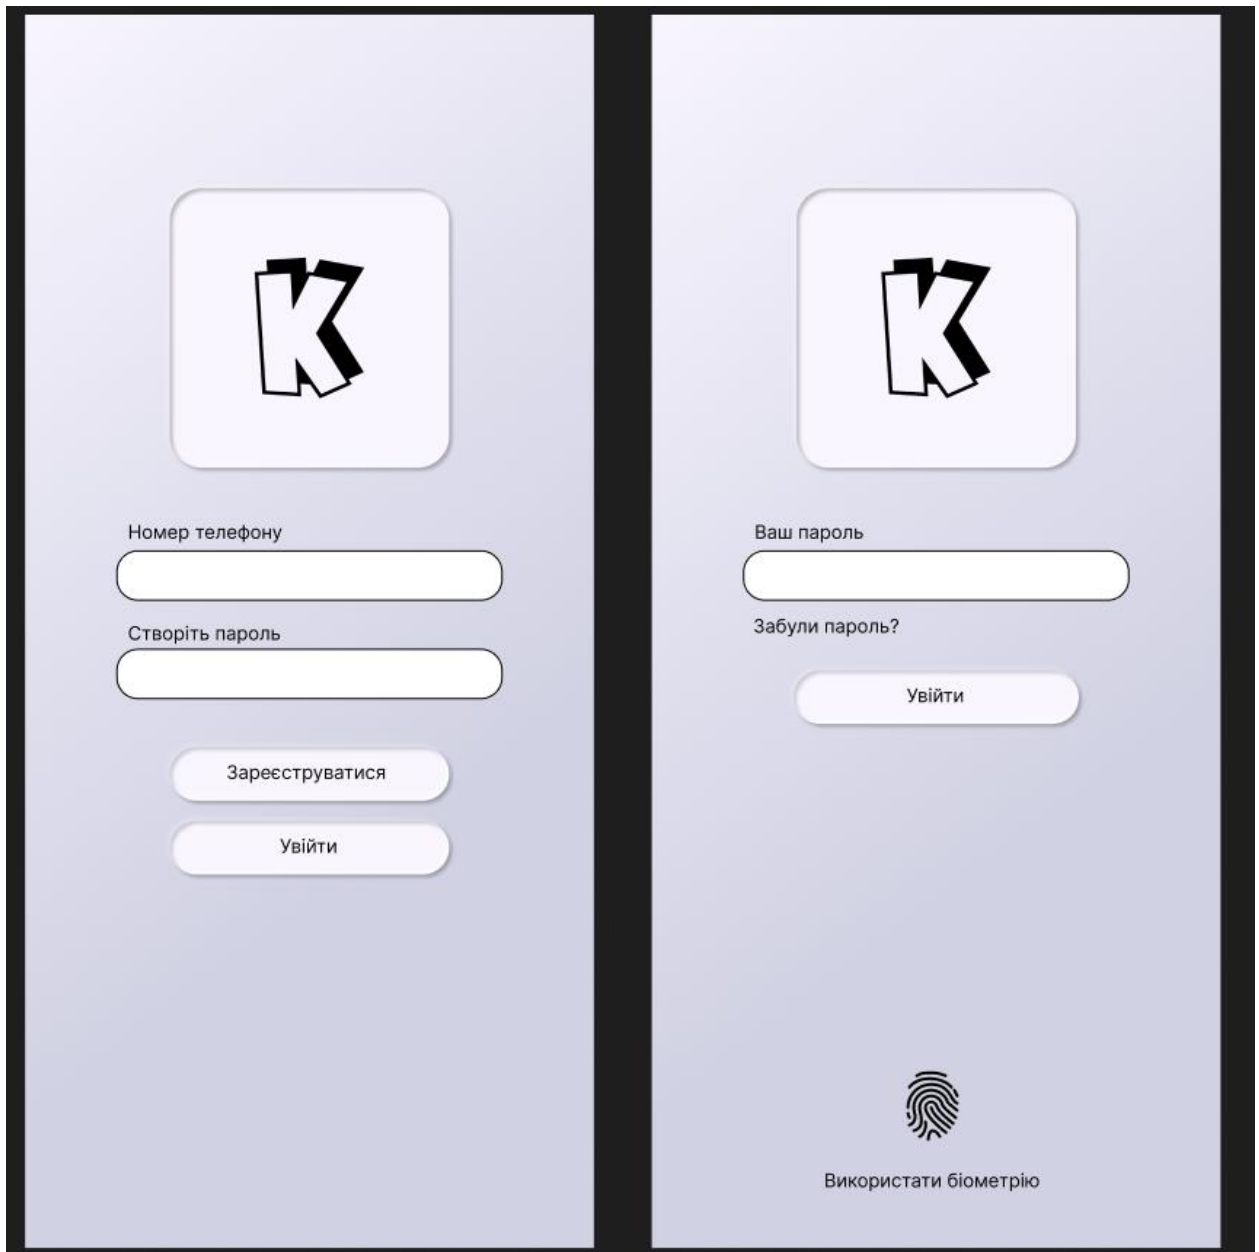 K
Номер телефону
Створіть пароль
Зареєструватися
Увійти
K
Ваш пароль
Забули пароль?
Увійти
Використати біометрію